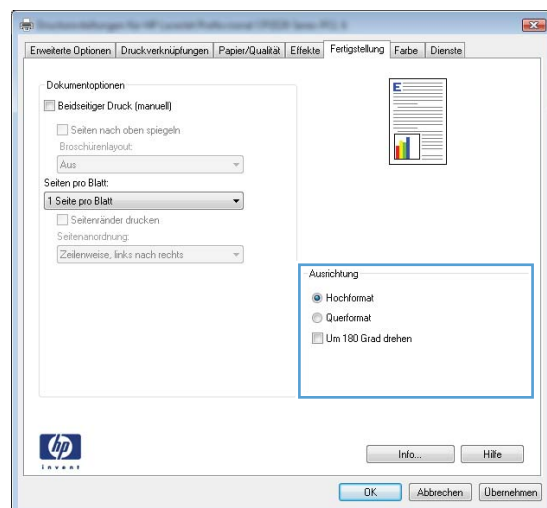 Erweiterte Optionen Druckverknüpfungen Papier/Qualität Effekte Fertigstellung Farbe Dienste
Dokumentoptionen
Beidseitiger Druck (manuell)
Seiten nach oben spiegeln
Broschürenlayout:
Aus
Seiten pro Blatt:
1 Seite pro Blatt
Seitenränder drucken
Seitenanordnung:
Zeilenweise, links nach rechts
E
Ausrichtung
Hochformat
Querformat
Um 180 Grad drehen
hp
invent
Info... Hilfe
OK Abbrechen Übernehmen